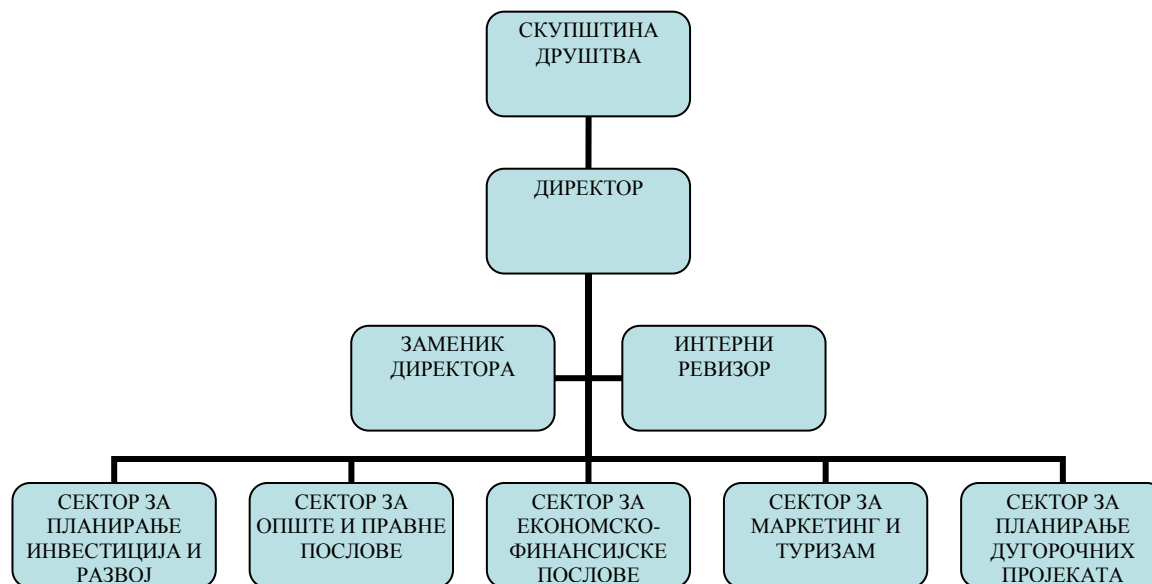 СКУПШТИНА
ДРУШТВА
ДИРЕКТОР
ЗАМЕНИК
ДИРЕКТОРА
ИНТЕРНИ
РЕВИЗОР
СЕКТОР ЗА
ПЛАНИРАЊЕ
ИНВЕСТИЦИЈА И
РАЗВОЈ
СЕКТОР ЗА
ОПШТЕ И ПРАВНЕ
ПОСЛОВЕ
СЕКТОР ЗА
ЕКОНОМСКО-
ФИНАНСИЈСКЕ
ПОСЛОВЕ
СЕКТОР ЗА
МАРКЕТИНГ И
ТУРИЗАМ
СЕКТОР ЗА
ПЛАНИРАЊЕ
ДУГОРОЧНИХ
ПРОЈЕКАТА